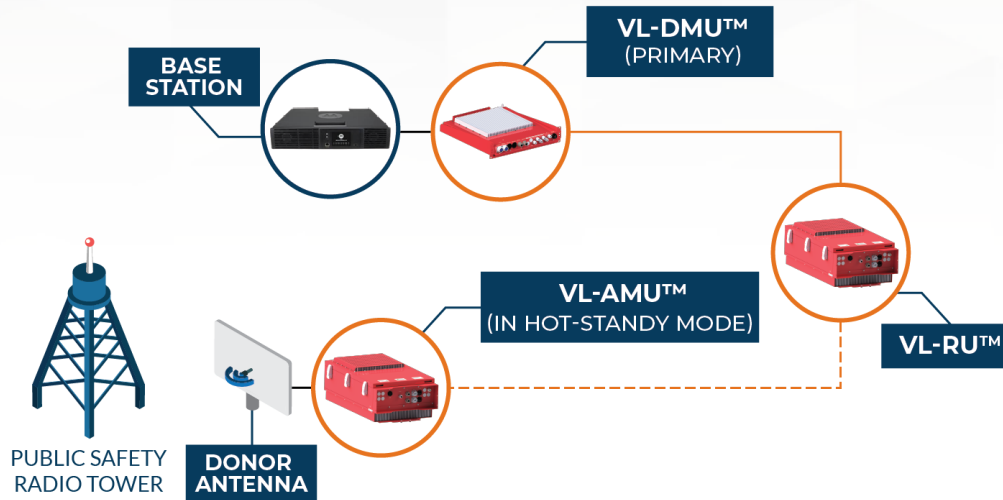 BASE
STATION
VL-DMU™
(PRIMARY)
VL-AMU™
(IN HOT-STANDY MODE)
VL-RU™
PUBLIC SAFETY
RADIO TOWER
DONOR
ANTENNA